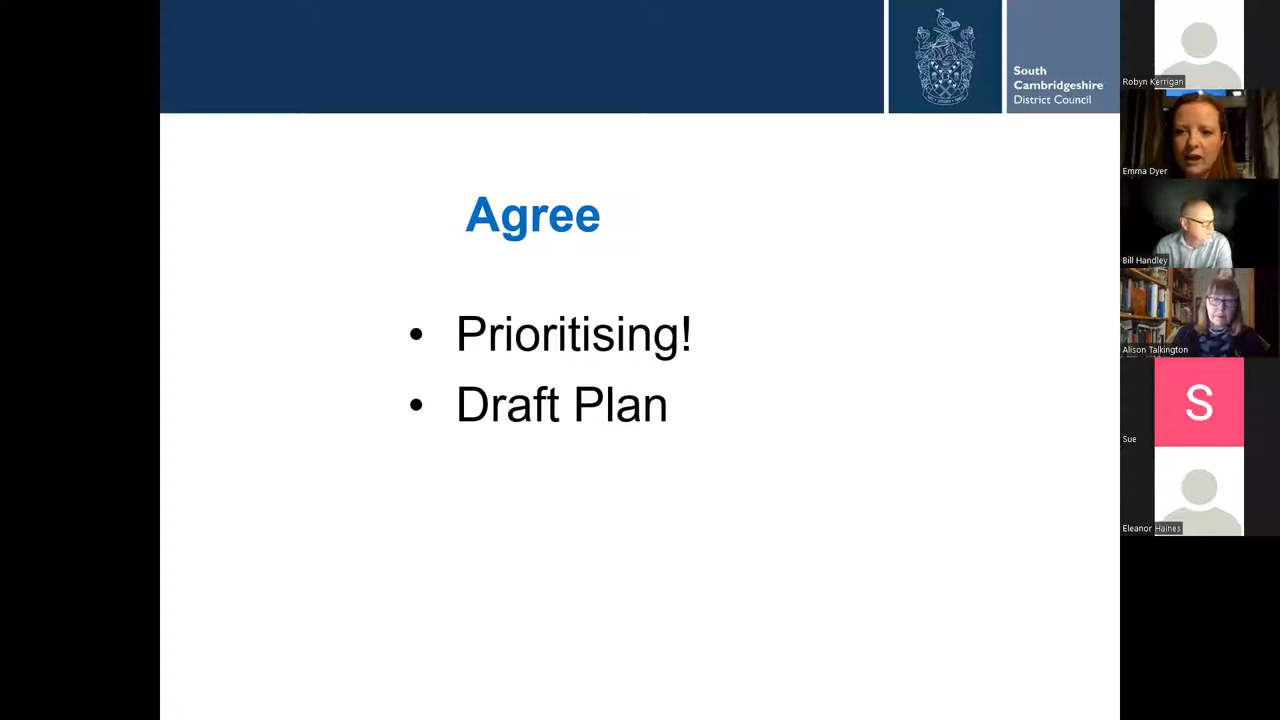 South
Cambridgeshire
District Council
Agree
• Prioritising!
• Draft Plan
Robyn Kerrigan
Emma Dyer
Bill Handley
Alison Talkington
S
Sue
Eleanor Haines